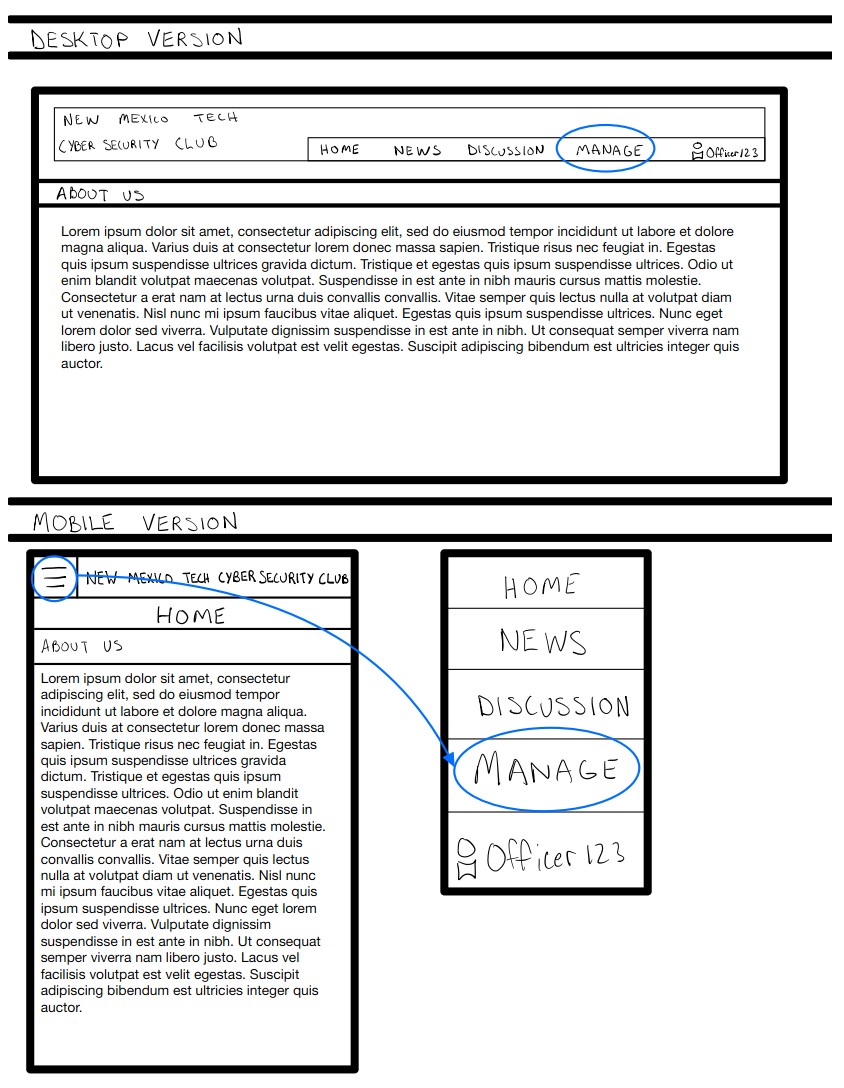 DESKTOP VERSION
NEW MEXICO TECH
CYBER SECURITY CLUB
HOME NEWS DISCUSSION MANAGE Officer123
ABOUT US
Lorem ipsum dolor sit amet, consectetur adipiscing elit, sed do eiusmod tempor incididunt ut labore et dolore
magna aliqua. Varius duis at consectetur lorem donec massa sapien. Tristique risus nec feugiat in. Egestas
quis ipsum suspendisse ultrices gravida dictum. Tristique et egestas quis ipsum suspendisse ultrices. Odio ut
enim blandit volutpat maecenas volutpat. Suspendisse in est ante in nibh mauris cursus mattis molestie.
Consectetur a erat nam at lectus urna duis convallis convallis. Vitae semper quis lectus nulla at volutpat diam
ut venenatis. Nisl nunc mi ipsum faucibus vitae aliquet. Egestas quis ipsum suspendisse ultrices. Nunc eget
lorem dolor sed viverra. Vulputate dignissim suspendisse in est ante in nibh. Ut consequat semper viverra nam
libero justo. Lacus vel facilisis volutpat est velit egestas. Suscipit adipiscing bibendum est ultricies integer quis
auctor.
MOBILE VERSION
NEW MEXICO TECH CYBER SECURITY CLUB
HOME
ABOUT US
Lorem ipsum dolor sit amet, consectetur
adipiscing elit, sed do eiusmod tempor
incididunt ut labore et dolore magna aliqua.
Varius duis at consectetur lorem donec massa
sapien. Tristique risus nec feugiat in. Egestas
quis ipsum suspendisse ultrices gravida
dictum. Tristique et egestas quis ipsum
suspendisse ultrices. Odio ut enim blandit
volutpat maecenas volutpat. Suspendisse in
est ante in nibh mauris cursus mattis molestie.
Consectetur a erat nam at lectus urna duis
convallis convallis. Vitae semper quis lectus
nulla at volutpat diam ut venenatis. Nisl nunc
mi ipsum faucibus vitae aliquet. Egestas quis
ipsum suspendisse ultrices. Nunc eget lorem
dolor sed viverra. Vulputate dignissim
suspendisse in est ante in nibh. Ut consequat
semper viverra nam libero justo. Lacus vel
facilisis volutpat est velit egestas. Suscipit
adipiscing bibendum est ultricies integer quis
auctor.
HOME
NEWS
DISCUSSION
MANAGE
Officer 123